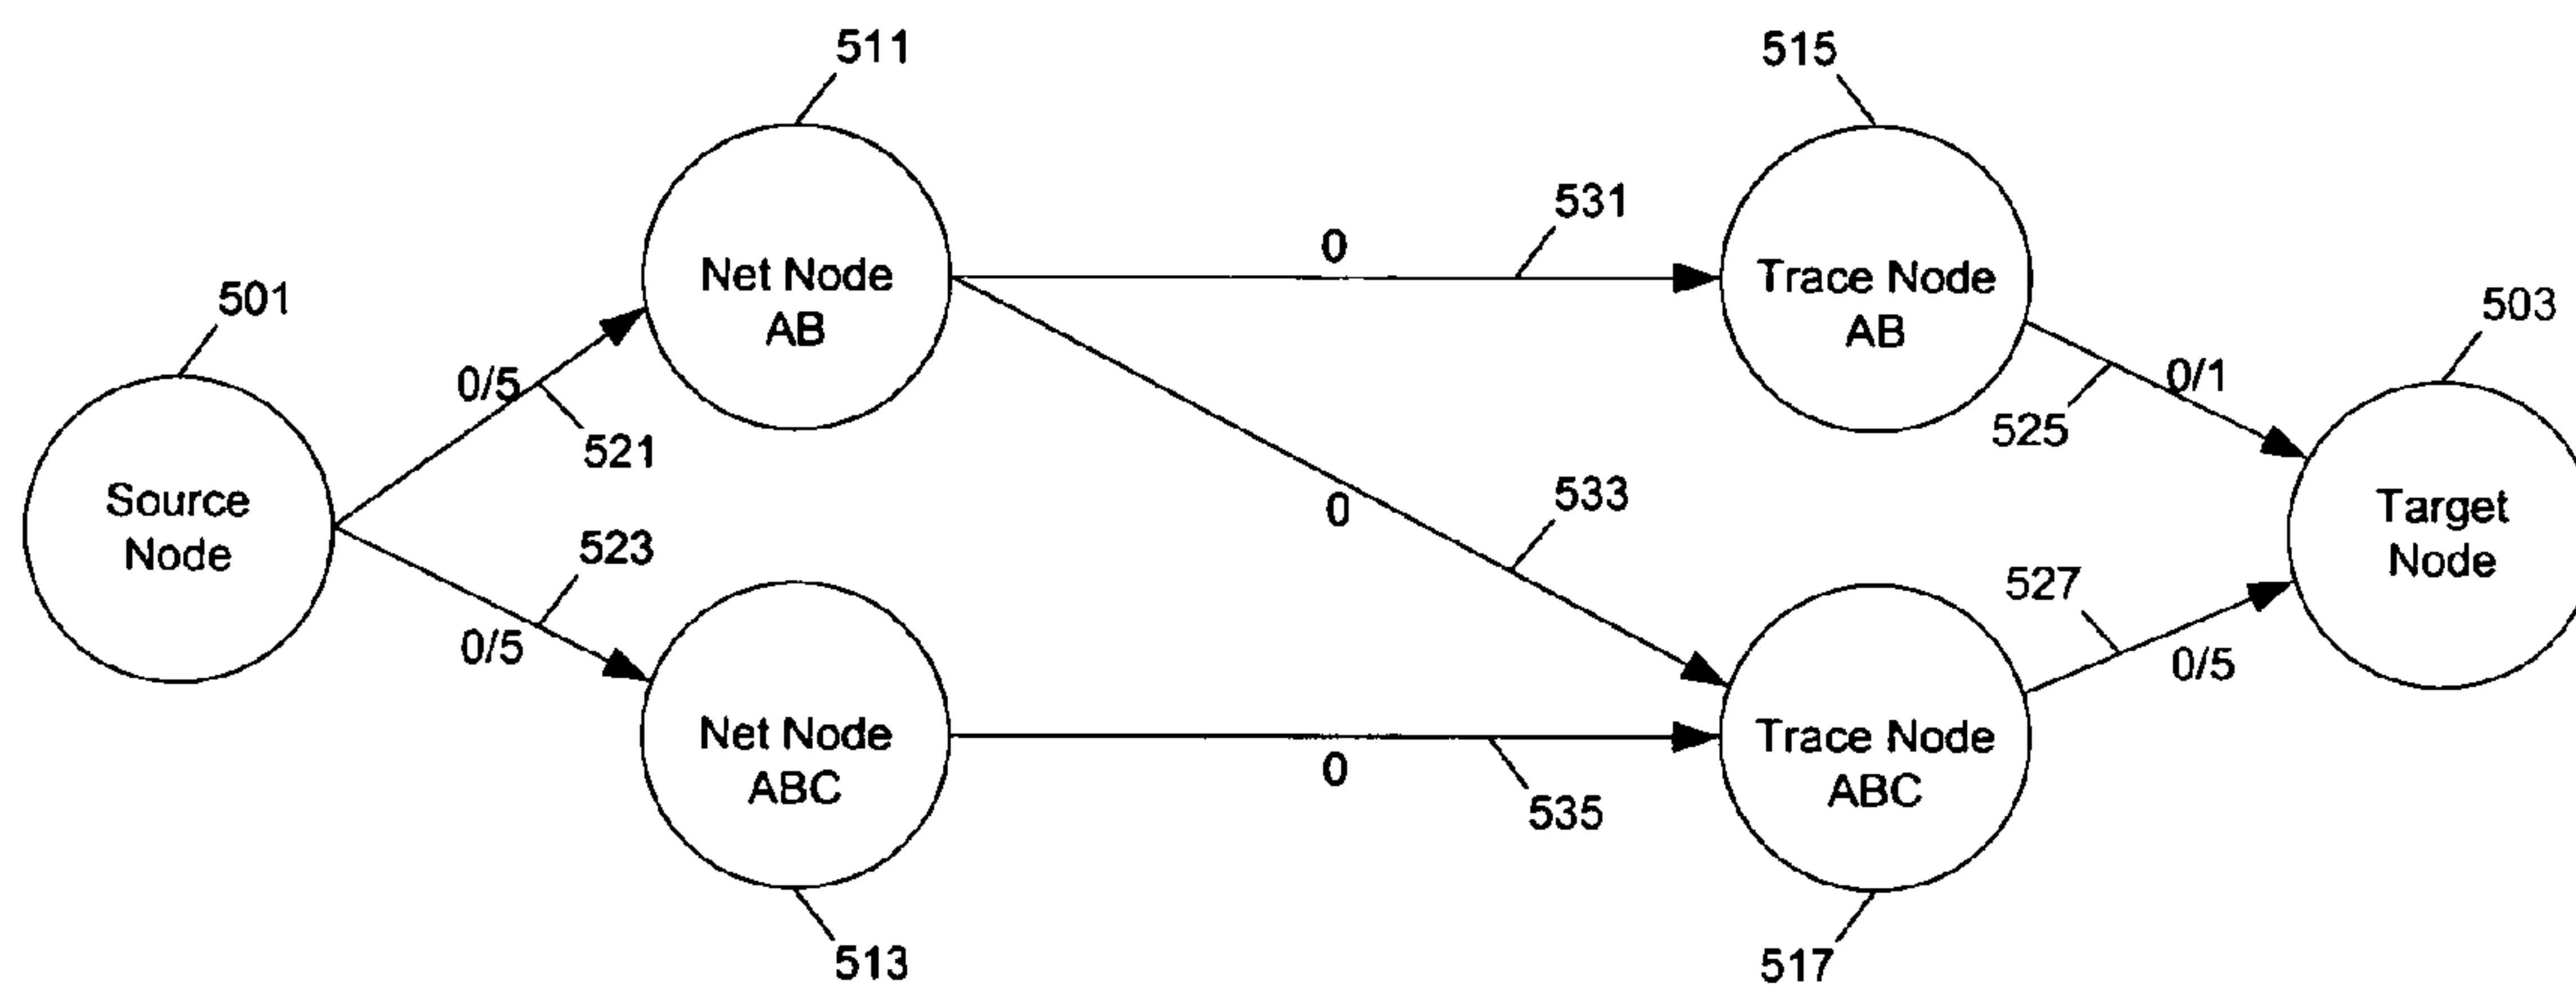 511
515
531
0
501
Net Node
AB
Trace Node
AB
503
0/5
0/1
521
525
Source
Node
523
0
533
Target
Node
527
0/5
0/5
Net Node
ABC
0
535
Trace Node
ABC
513
517